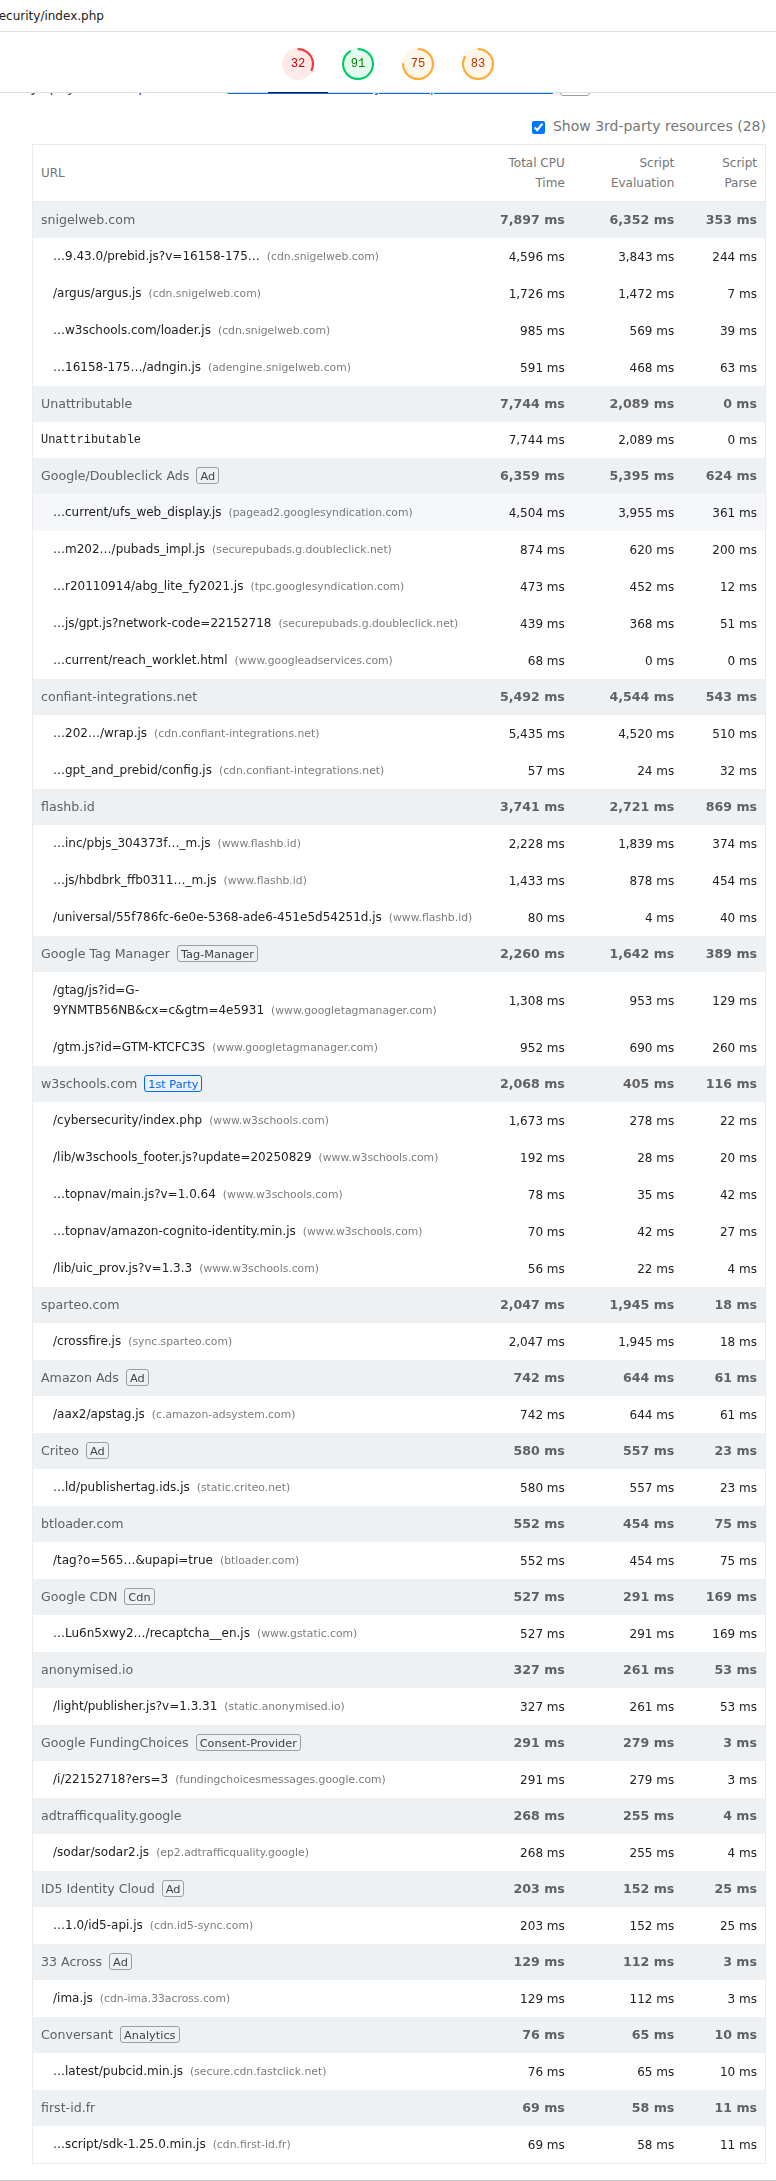 ecurity/index.php
32 91 75 83
Show 3rd-party resources (28)
URL Total CPU Time Script Evaluation Script Parse
snigelweb.com 7,897 ms 6,352 ms 353 ms
…9.43.0/prebid.js?v=16158-175… (cdn.snigelweb.com) 4,596 ms 3,843 ms 244 ms
/argus/argus.js (cdn.snigelweb.com) 1,726 ms 1,472 ms 7 ms
…w3schools.com/loader.js (cdn.snigelweb.com) 985 ms 569 ms 39 ms
…16158-175…/adngin.js (adengine.snigelweb.com) 591 ms 468 ms 63 ms
Unattributable 7,744 ms 2,089 ms 0 ms
Unattributable 7,744 ms 2,089 ms 0 ms
Google/Doubleclick Ads Ad 6,359 ms 5,395 ms 624 ms
…current/ufs_web_display.js (pagead2.googlesyndication.com) 4,504 ms 3,955 ms 361 ms
…m202…/pubads_impl.js (securepubads.g.doubleclick.net) 874 ms 620 ms 200 ms
…r20110914/abg_lite_fy2021.js (tpc.googlesyndication.com) 473 ms 452 ms 12 ms
…js/gpt.js?network-code=22152718 (securepubads.g.doubleclick.net) 439 ms 368 ms 51 ms
…current/reach_worklet.html (www.googleadservices.com) 68 ms 0 ms 0 ms
confiant-integrations.net 5,492 ms 4,544 ms 543 ms
…202…/wrap.js (cdn.confiant-integrations.net) 5,435 ms 4,520 ms 510 ms
…gpt_and_prebid/config.js (cdn.confiant-integrations.net) 57 ms 24 ms 32 ms
flashb.id 3,741 ms 2,721 ms 869 ms
…inc/pbjs_304373f…_m.js (www.flashb.id) 2,228 ms 1,839 ms 374 ms
…js/hbdbrk_ffb0311…_m.js (www.flashb.id) 1,433 ms 878 ms 454 ms
/universal/55f786fc-6e0e-5368-ade6-451e5d54251d.js (www.flashb.id) 80 ms 4 ms 40 ms
Google Tag Manager Tag-Manager 2,260 ms 1,642 ms 389 ms
/gtag/js?id=G-
9YNMTB56NB&cx=c&gtm=4e5931 (www.googletagmanager.com) 1,308 ms 953 ms 129 ms
/gtm.js?id=GTM-KTCFC3S (www.googletagmanager.com) 952 ms 690 ms 260 ms
w3schools.com 1st Party 2,068 ms 405 ms 116 ms
/cybersecurity/index.php (www.w3schools.com) 1,673 ms 278 ms 22 ms
/lib/w3schools_footer.js?update=20250829 (www.w3schools.com) 192 ms 28 ms 20 ms
…topnav/main.js?v=1.0.64 (www.w3schools.com) 78 ms 35 ms 42 ms
…topnav/amazon-cognito-identity.min.js (www.w3schools.com) 70 ms 42 ms 27 ms
/lib/uic_prov.js?v=1.3.3 (www.w3schools.com) 56 ms 22 ms 4 ms
sparteo.com 2,047 ms 1,945 ms 18 ms
/crossfire.js (sync.sparteo.com) 2,047 ms 1,945 ms 18 ms
Amazon Ads Ad 742 ms 644 ms 61 ms
/aax2/apstag.js (c.amazon-adsystem.com) 742 ms 644 ms 61 ms
Criteo Ad 580 ms 557 ms 23 ms
…ld/publishertag.ids.js (static.criteo.net) 580 ms 557 ms 23 ms
btloader.com 552 ms 454 ms 75 ms
/tag?o=565…&upapi=true (btloader.com) 552 ms 454 ms 75 ms
Google CDN Cdn 527 ms 291 ms 169 ms
…Lu6n5xwy2…/recaptcha__en.js (www.gstatic.com) 527 ms 291 ms 169 ms
anonymised.io 327 ms 261 ms 53 ms
/light/publisher.js?v=1.3.31 (static.anonymised.io) 327 ms 261 ms 53 ms
Google FundingChoices Consent-Provider 291 ms 279 ms 3 ms
/i/22152718?ers=3 (fundingchoicesmessages.google.com) 291 ms 279 ms 3 ms
adtrafficquality.google 268 ms 255 ms 4 ms
/sodar/sodar2.js (ep2.adtrafficquality.google) 268 ms 255 ms 4 ms
ID5 Identity Cloud Ad 203 ms 152 ms 25 ms
…1.0/id5-api.js (cdn.id5-sync.com) 203 ms 152 ms 25 ms
33 Across Ad 129 ms 112 ms 3 ms
/ima.js (cdn-ima.33across.com) 129 ms 112 ms 3 ms
Conversant Analytics 76 ms 65 ms 10 ms
…latest/pubcid.min.js (secure.cdn.fastclick.net) 76 ms 65 ms 10 ms
first-id.fr 69 ms 58 ms 11 ms
…script/sdk-1.25.0.min.js (cdn.first-id.fr) 69 ms 58 ms 11 ms